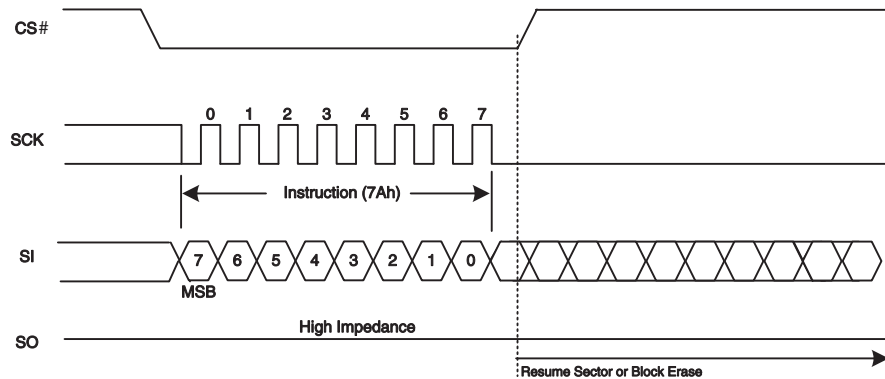 CS#
0 1 2 3 4 5 6 7
SCK
Instruction (7Ah)
SI
7 6 5 4 3 2 1 0
MSB
High Impedance
SO
Resume Sector or Block Erase